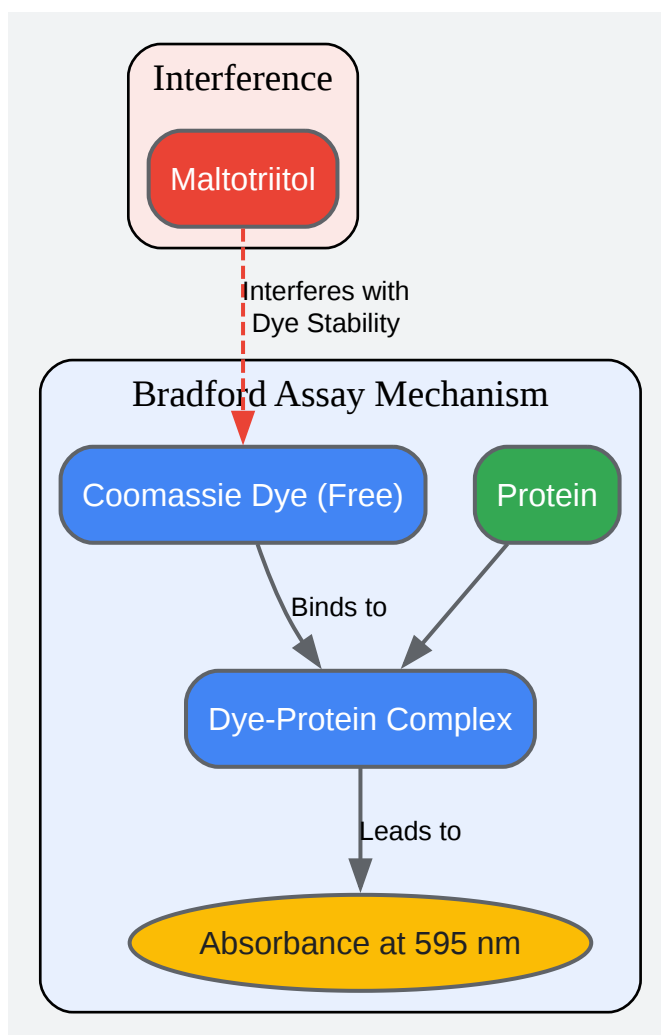 Interference
Maltotriitol
Interferes with
Dye Stability
Bradford Assay Mechanism
Coomassie Dye (Free)
Protein
Binds to
Dye-Protein Complex
Leads to
Absorbance at 595 nm